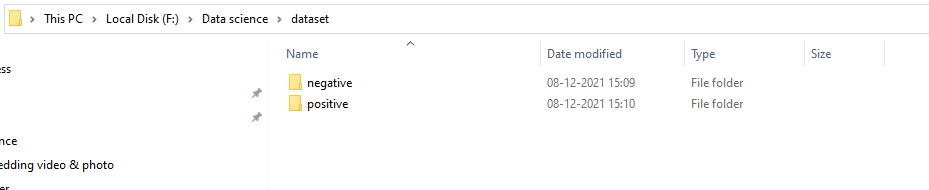 This PC > Local Disk (F:) > Data science > dataset
Name Date modified Type Size
ess
negative 08-12-2021 15:09 File folder
positive 08-12-2021 15:10 File folder
nce
edding video & photo
er